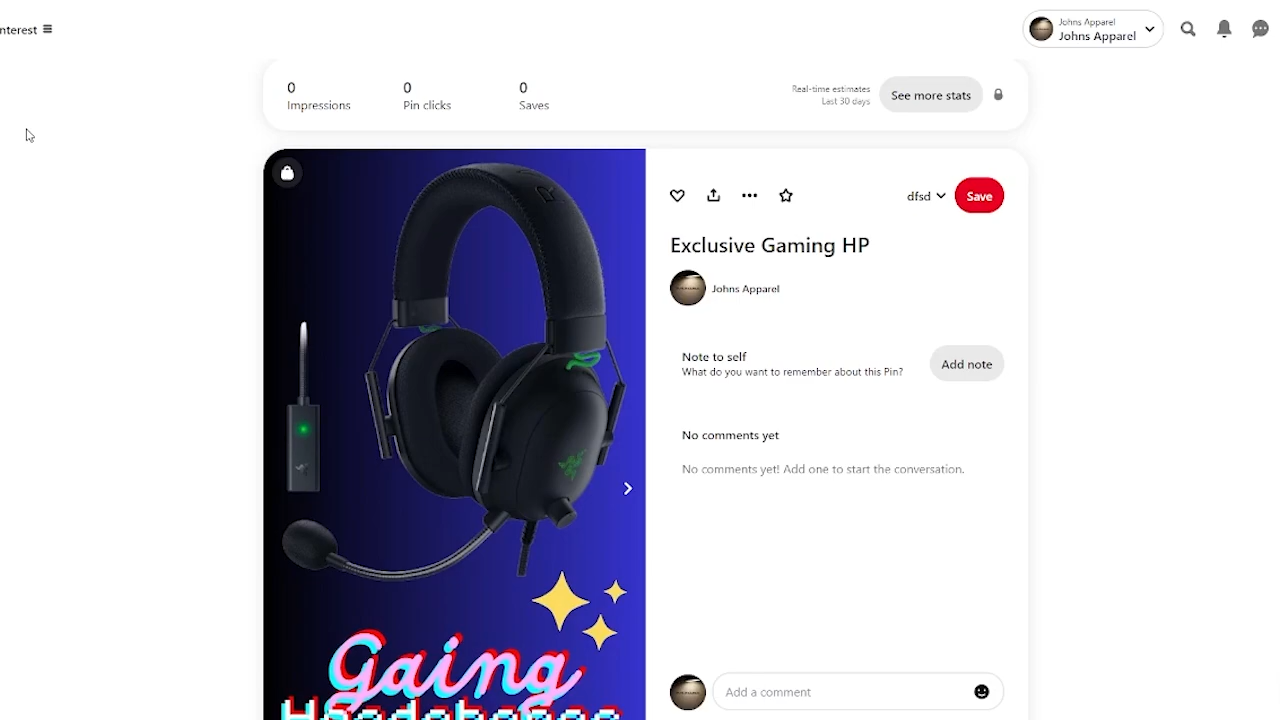 nterest
Johns Apparel
Johns Apparel
0
Impressions
0
Pin clicks
0
Saves
Real-time estimates
Last 30 days
See more stats
dfsd
Save
Exclusive Gaming HP
Johns Apparel
Note to self
What do you want to remember about this Pin?
Add note
No comments yet
No comments yet! Add one to start the conversation.
Gaing
Add a comment